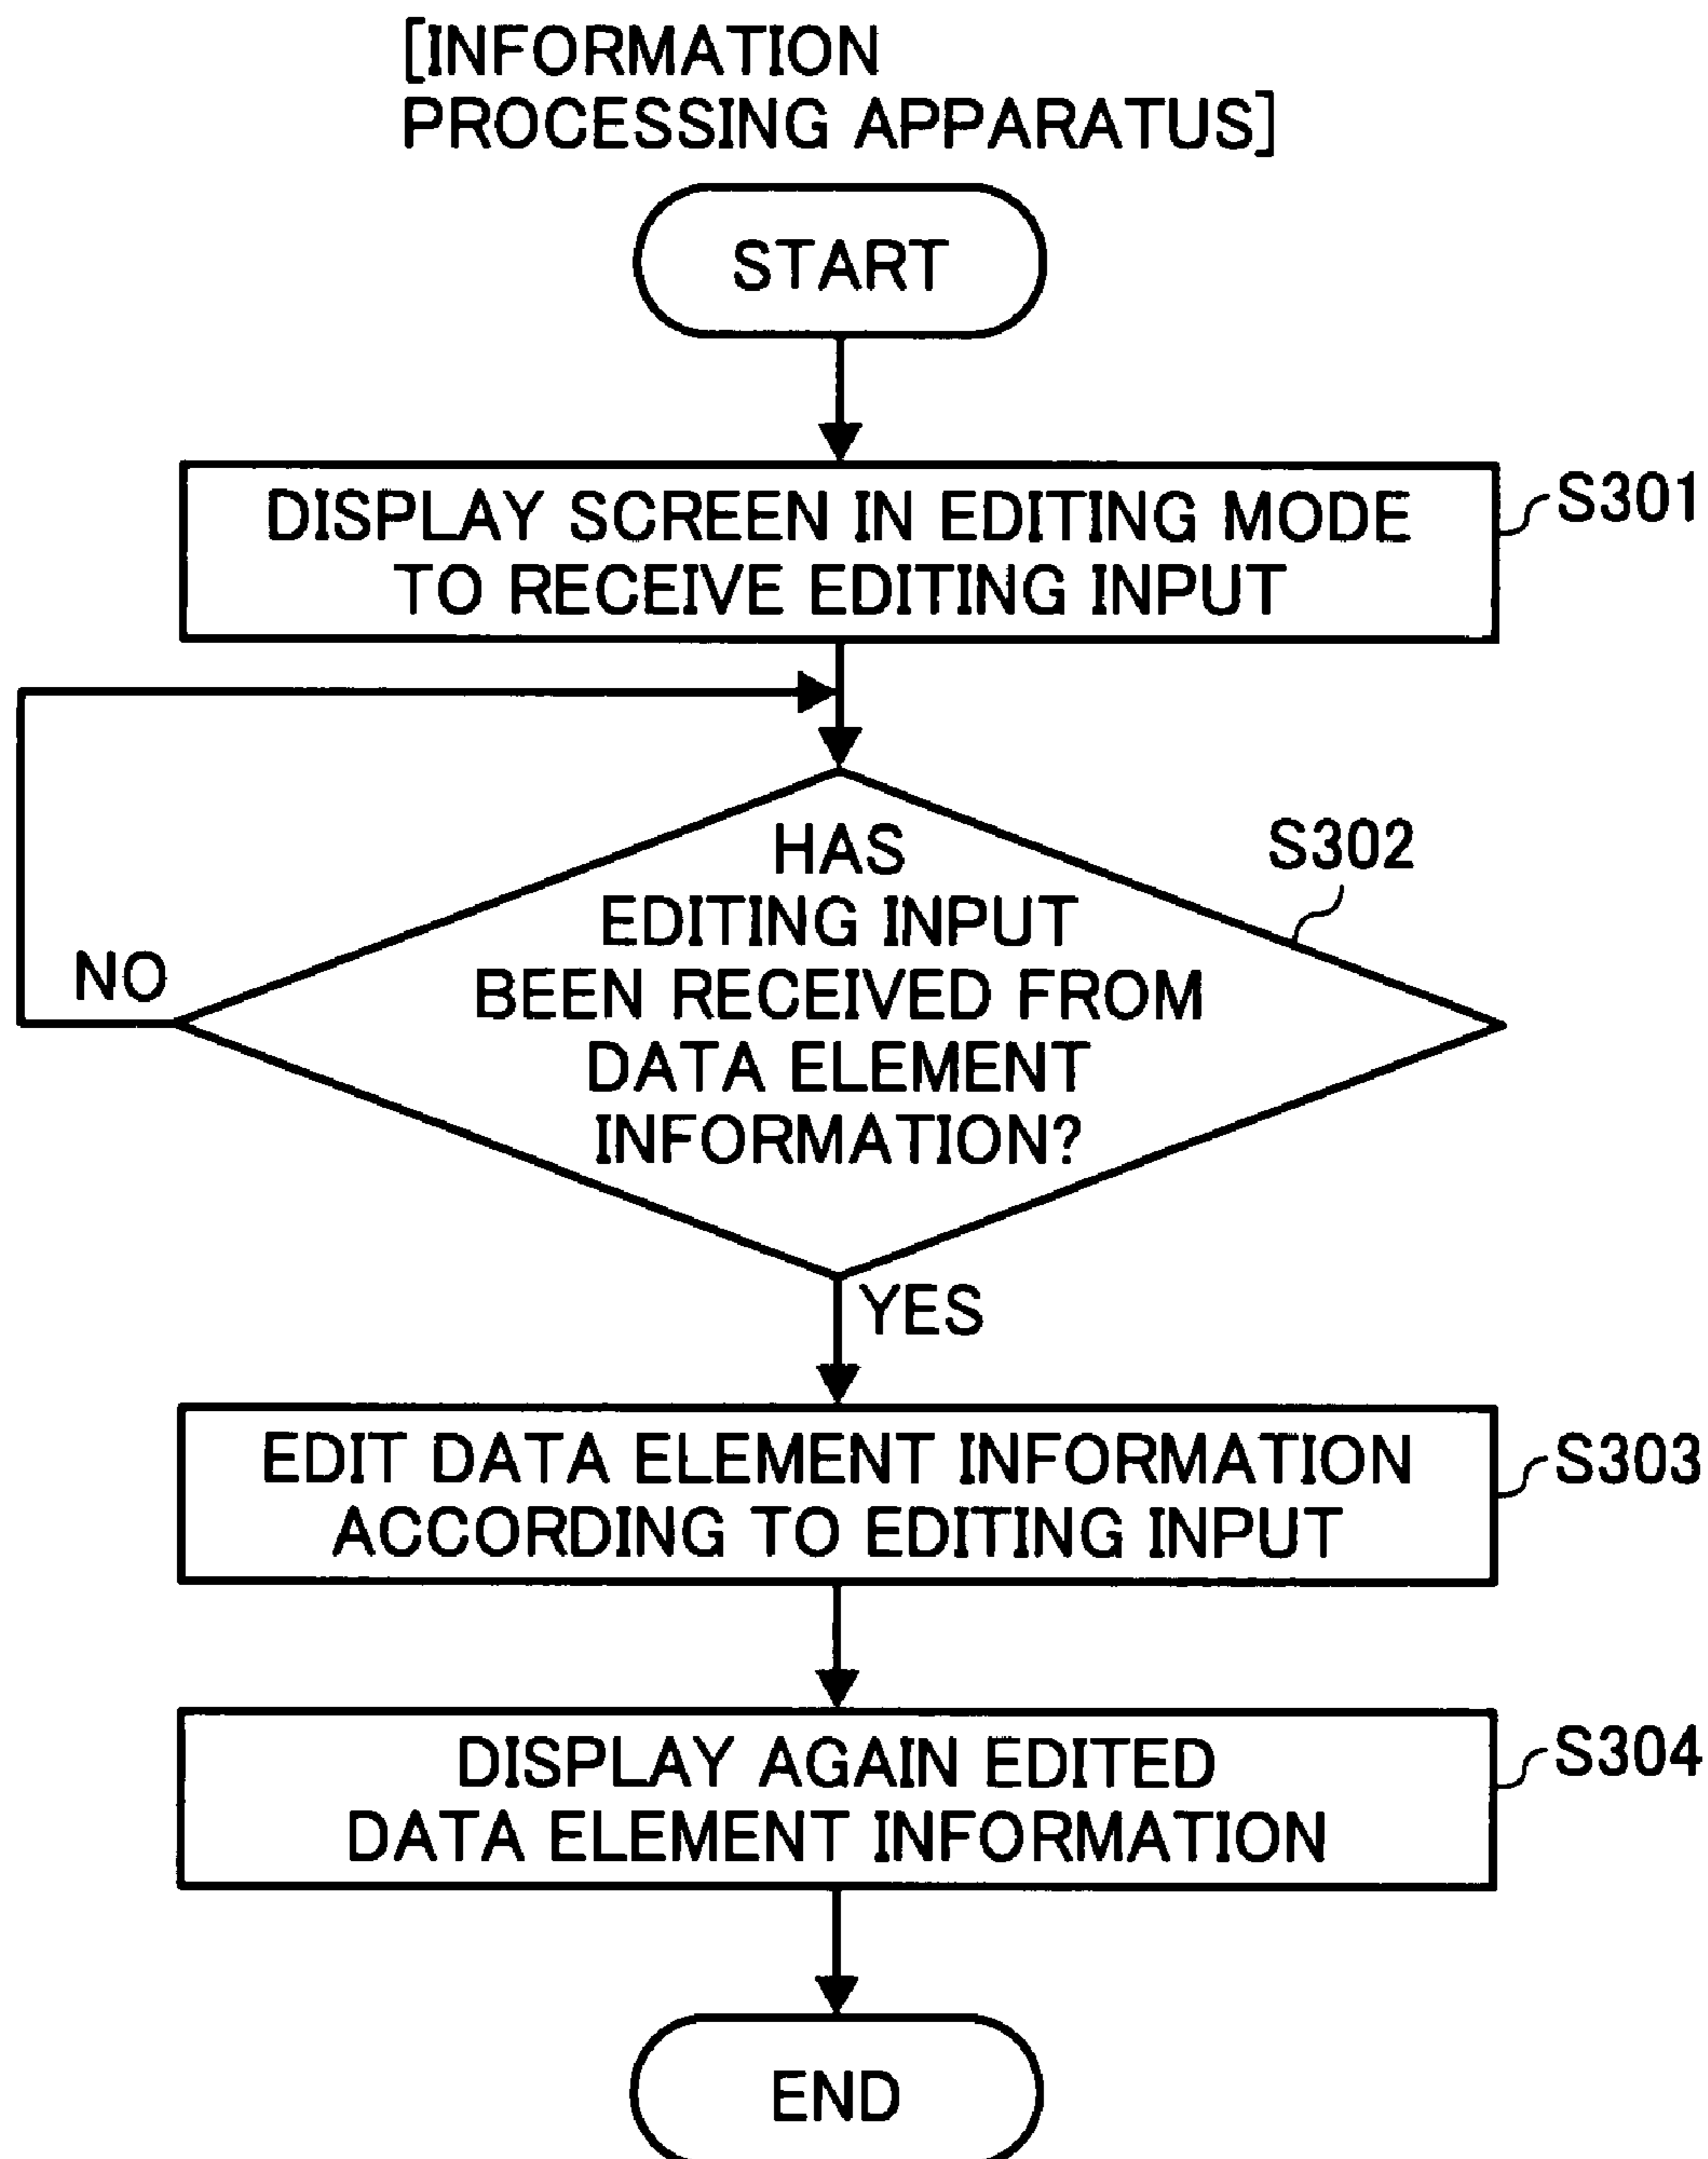 [INFORMATION
PROCESSING APPARATUS]
START
DISPLAY SCREEN IN EDITING MODE
TO RECEIVE EDITING INPUT
S301
HAS
EDITING INPUT
BEEN RECEIVED FROM
DATA ELEMENT
INFORMATION?
S302
NO
YES
EDIT DATA ELEMENT INFORMATION
ACCORDING TO EDITING INPUT
S303
DISPLAY AGAIN EDITED
DATA ELEMENT INFORMATION
S304
END